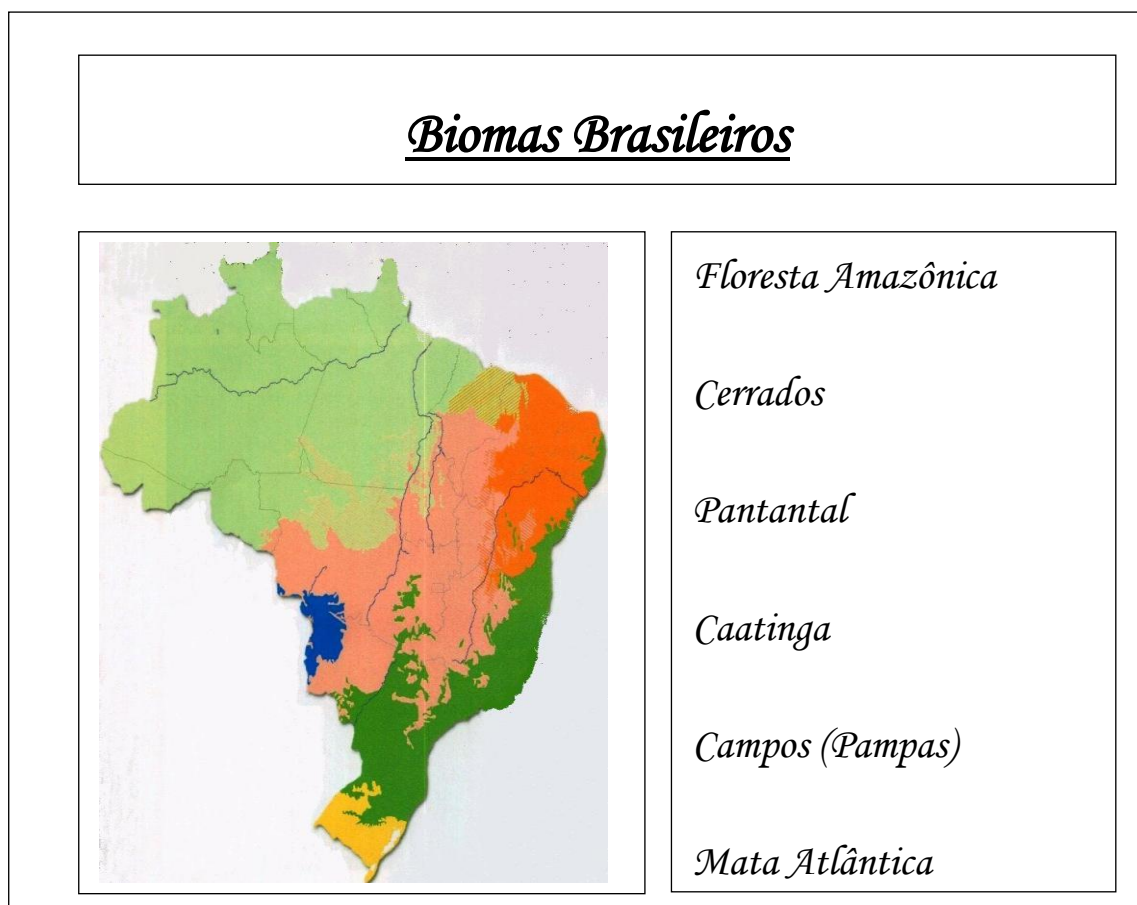 Biomas Brasileiros
Floresta Amazônica
Cerrados
Pantantal
Caatinga
Campos (Pampas)
Mata Atlântica